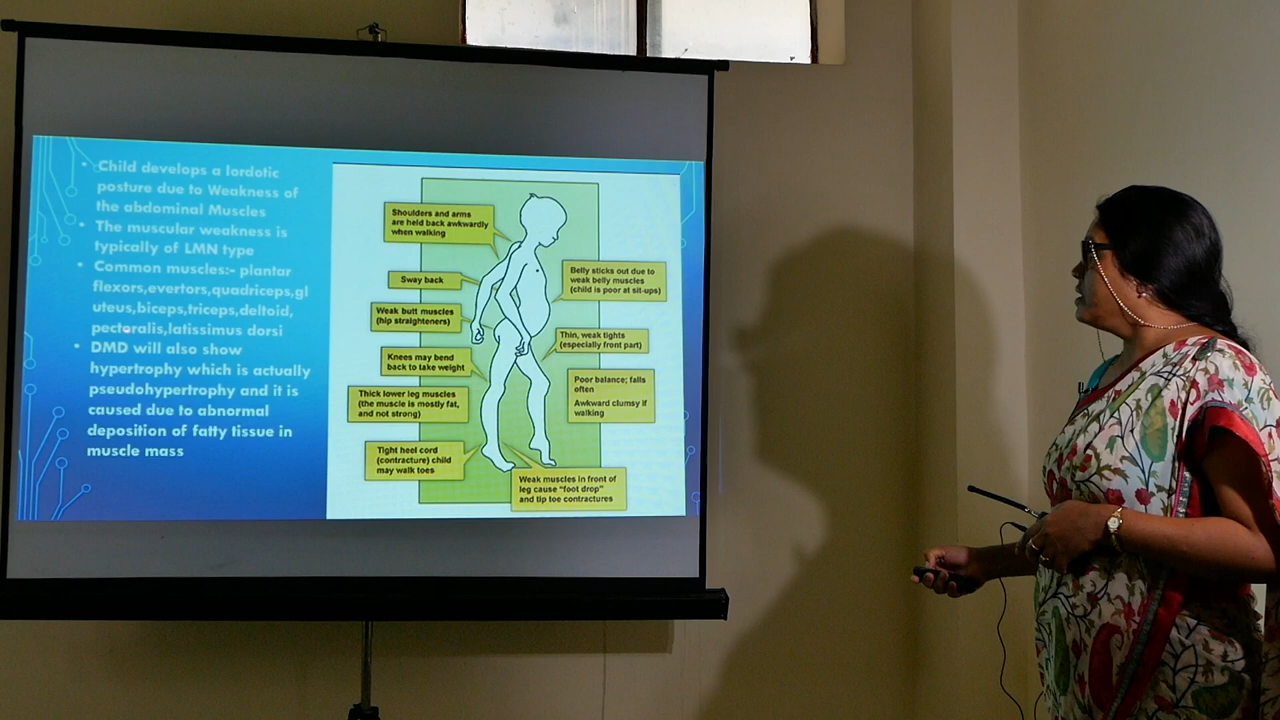 Child develops a lordotic
posture due to Weakness of
the abdominal Muscles
The muscular weakness is
typically of LMN type
Common muscles:- plantar
flexors,evertors,quadriceps,gl
uteus,biceps,triceps,deltoid,
pectoralis,latissimus dorsi
DMD will also show
hypertrophy which is actually
pseudohypertrophy and it is
caused due to abnormal
deposition of fatty tissue in
muscle mass
Shoulders and arms
are held back awkwardly
when walking
Sway back
Weak butt muscles
(hip straighteners)
Knees may bend
back to take weight
Thick lower leg muscles
(the muscle is mostly fat,
and not strong)
Tight heel cord
(contracture) child
may walk toes
Belly sticks out due to
weak belly muscles
(child is poor at sit-ups)
Thin, weak tights
(especially front part)
Poor balance; falls
often
Awkward clumsy if
walking
Weak muscles in front of
leg cause "foot drop"
and tip toe contractures